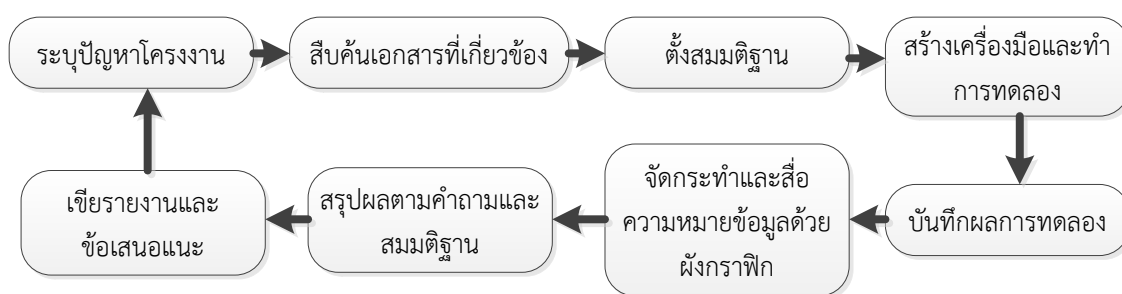 ระบุปัญหาโครงงาน
สืบค้นเอกสารที่เกี่ยวข้อง
ตั้งสมมติฐาน
สร้างเครื่องมือและทำ
การทดลอง
บันทึกผลการทดลอง
จัดกระทำและสื่อ
ความหมายข้อมูลด้วย
ผังกราฟิก
สรุปผลตามคำถามและ
สมมติฐาน
เขียรายงานและ
ข้อเสนอแนะ